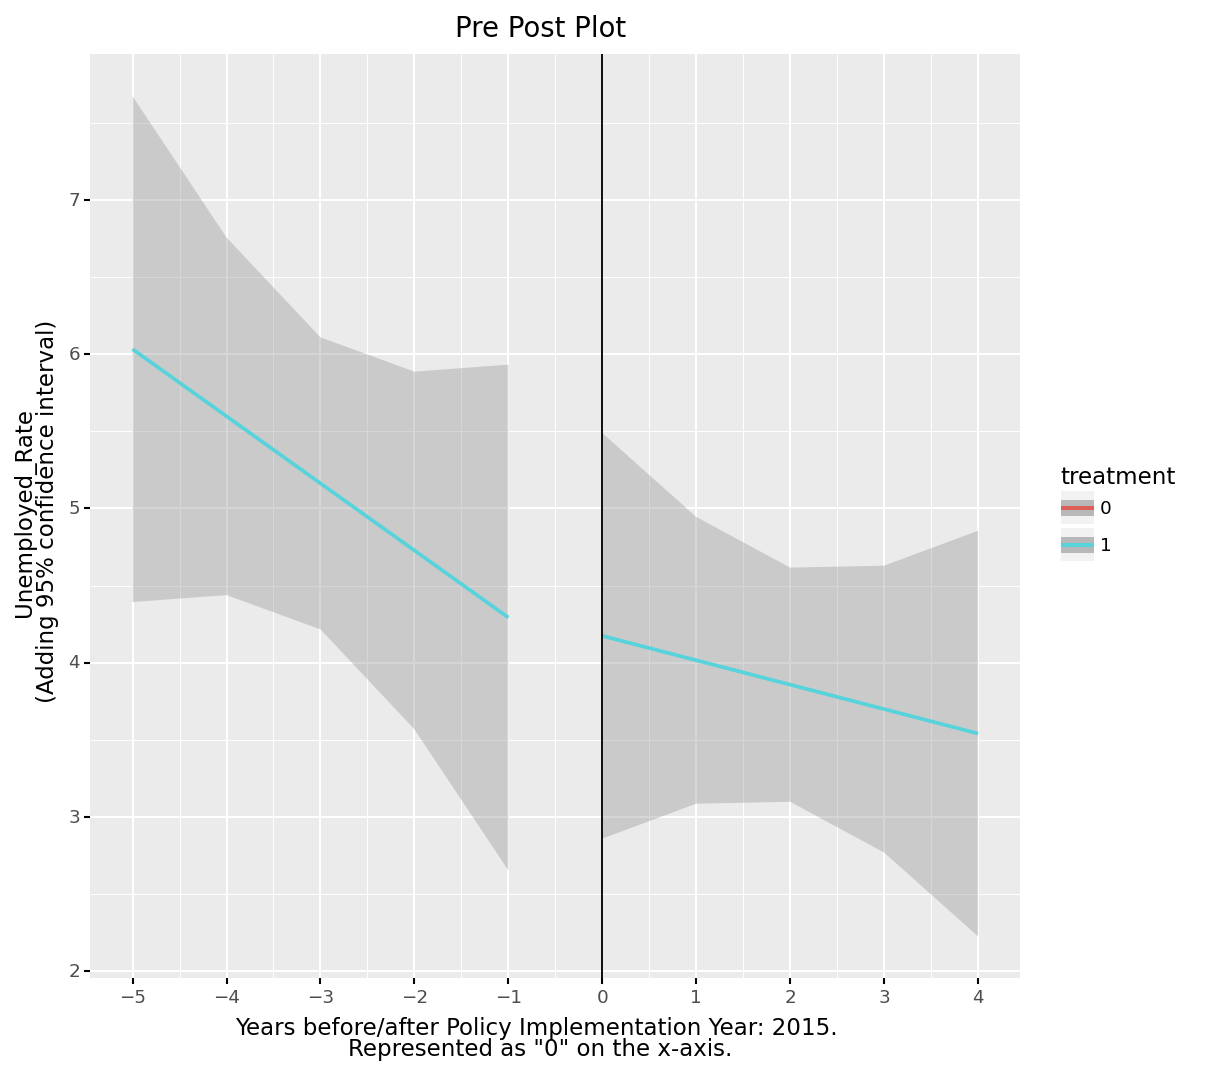 Pre Post Plot
Unemployed_Rate
(Adding 95% confidence interval)
7
6
5
4
3
2
−5 −4 −3 −2 −1 0 1 2 3 4
Years before/after Policy Implementation Year: 2015.
Represented as "0" on the x-axis.
treatment
0
1